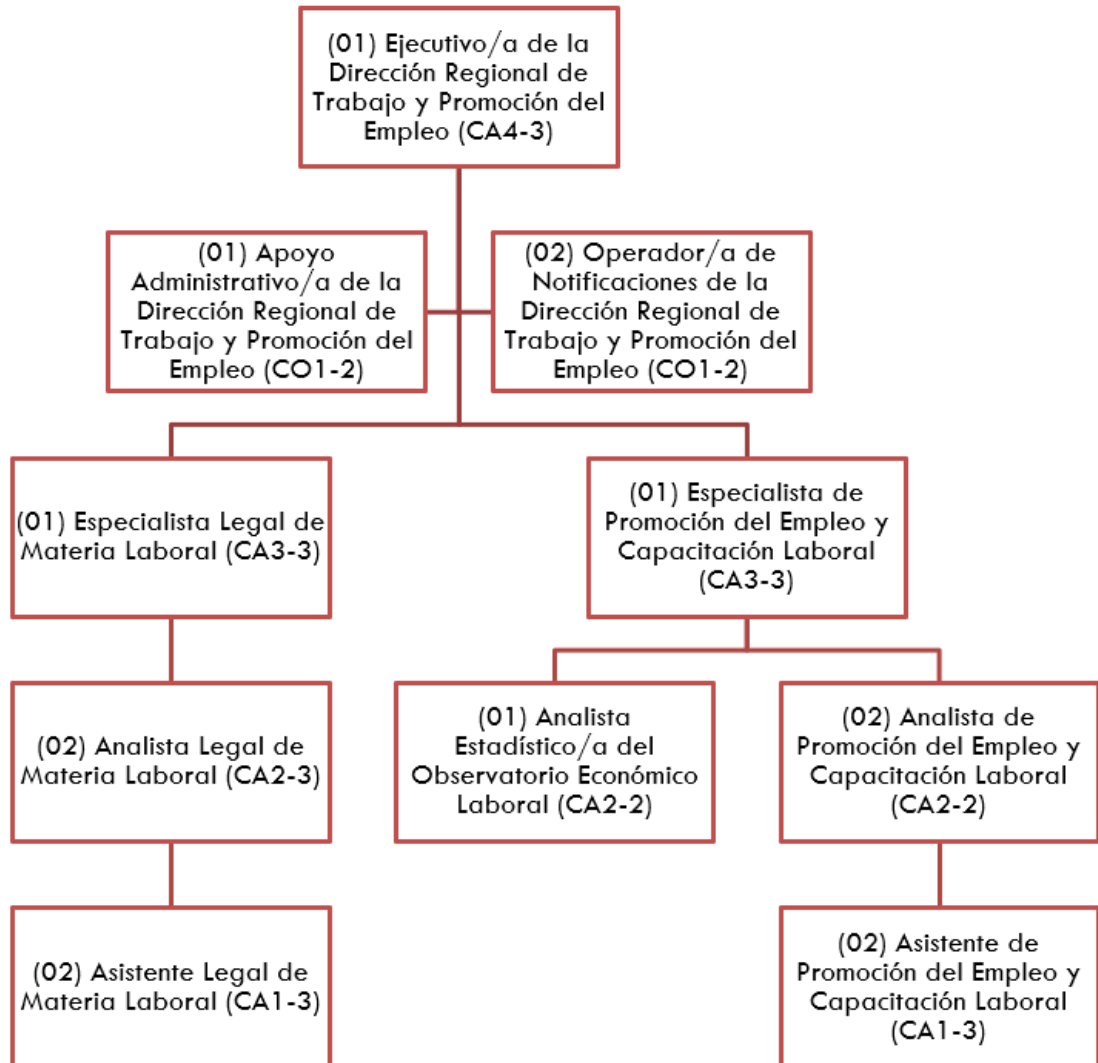 (01) Ejecutivo/a de la
Dirección Regional de
Trabajo y Promoción del
Empleo (CA4-3)
(01) Apoyo
Administrativo/a de la
Dirección Regional de
Trabajo y Promoción del
Empleo (CO1-2)
(02) Operador/a de
Notificaciones de la
Dirección Regional de
Trabajo y Promoción del
Empleo (CO1-2)
(01) Especialista Legal de
Materia Laboral (CA3-3)
(01) Especialista de
Promoción del Empleo y
Capacitación Laboral
(CA3-3)
(02) Analista Legal de
Materia Laboral (CA2-3)
(01) Analista
Estadístico/a del
Observatorio Económico
Laboral (CA2-2)
(02) Analista de
Promoción del Empleo y
Capacitación Laboral
(CA2-2)
(02) Asistente Legal de
Materia Laboral (CA1-3)
(02) Asistente de
Promoción del Empleo y
Capacitación Laboral
(CA1-3)